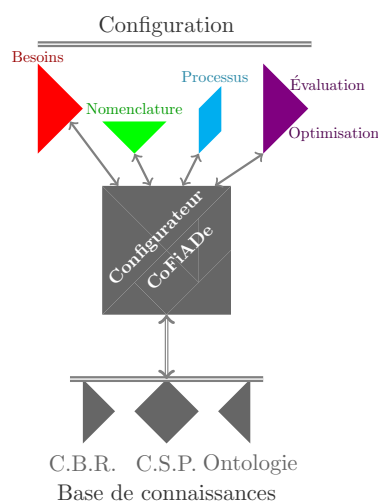 Configuration
Besoins
Processus
Évaluation
Nomenclature
Optimisation
Configurateur
CoFiADe
C.B.R. C.S.P. Ontologie
Base de connaissances